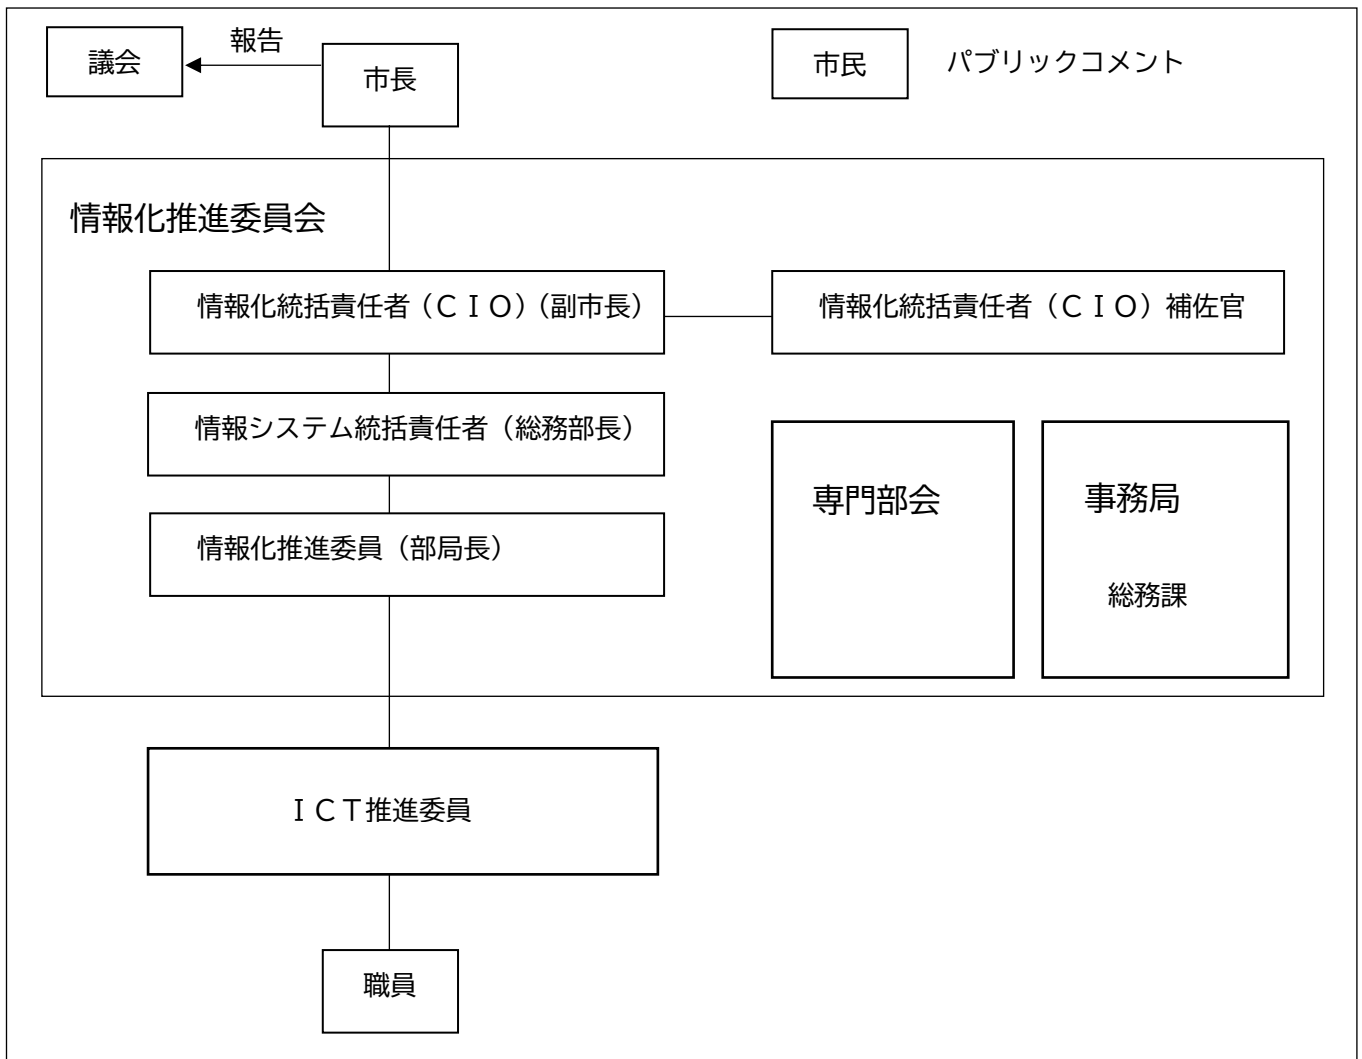 議会
報告
市長
市民
パブリックコメント
情報化推進委員会
情報化統括責任者（ＣＩＯ）（副市長）
情報化統括責任者（ＣＩＯ）補佐官
情報システム統括責任者（総務部長）
情報化推進委員（部局長）
専門部会
事務局
総務課
ＩＣＴ推進委員
職員